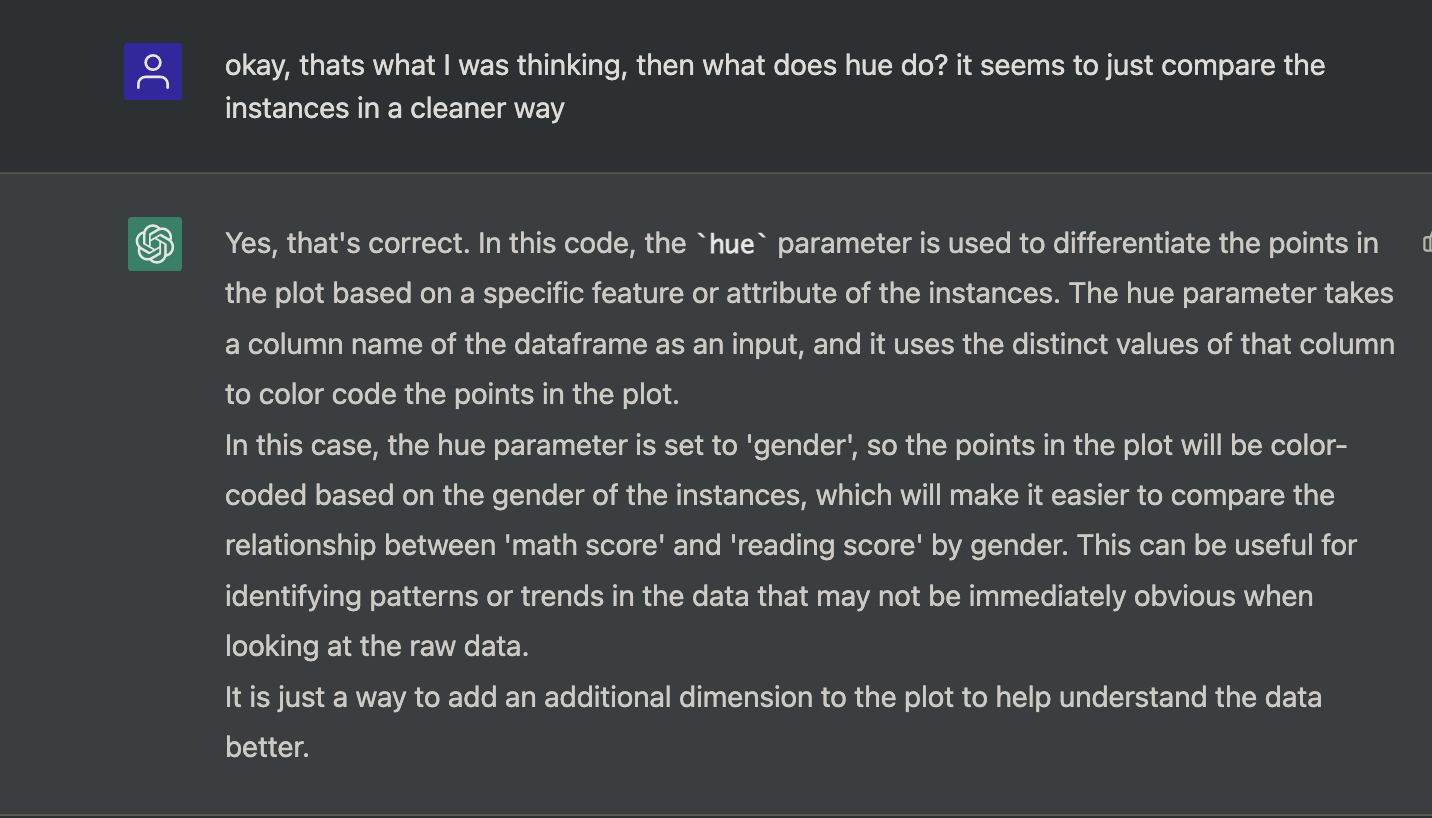 okay, thats what I was thinking, then what does hue do? it seems to just compare the
instances in a cleaner way
Yes, that's correct. In this code, the `hue` parameter is used to differentiate the points in
the plot based on a specific feature or attribute of the instances. The hue parameter takes
a column name of the dataframe as an input, and it uses the distinct values of that column
to color code the points in the plot.
In this case, the hue parameter is set to 'gender', so the points in the plot will be color-
coded based on the gender of the instances, which will make it easier to compare the
relationship between 'math score' and 'reading score' by gender. This can be useful for
identifying patterns or trends in the data that may not be immediately obvious when
looking at the raw data.
It is just a way to add an additional dimension to the plot to help understand the data
better.